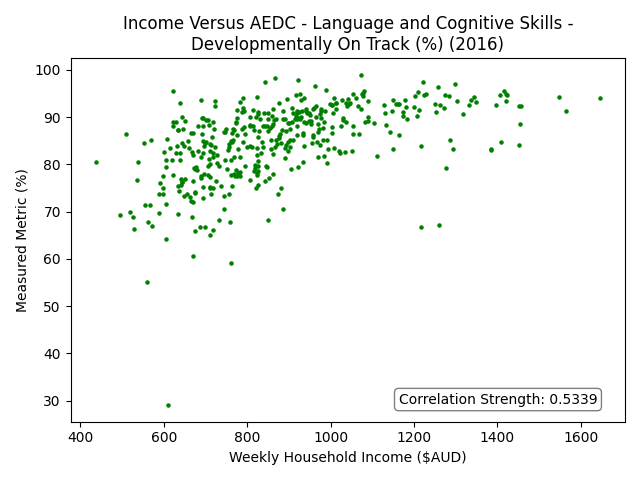 Income Versus AEDC - Language and Cognitive Skills -
Developmentally On Track (%) (2016)
Measured Metric (%)
100
90
80
70
60
50
40
30
Correlation Strength: 0.5339
400 600 800 1000 1200 1400 1600
Weekly Household Income ($AUD)